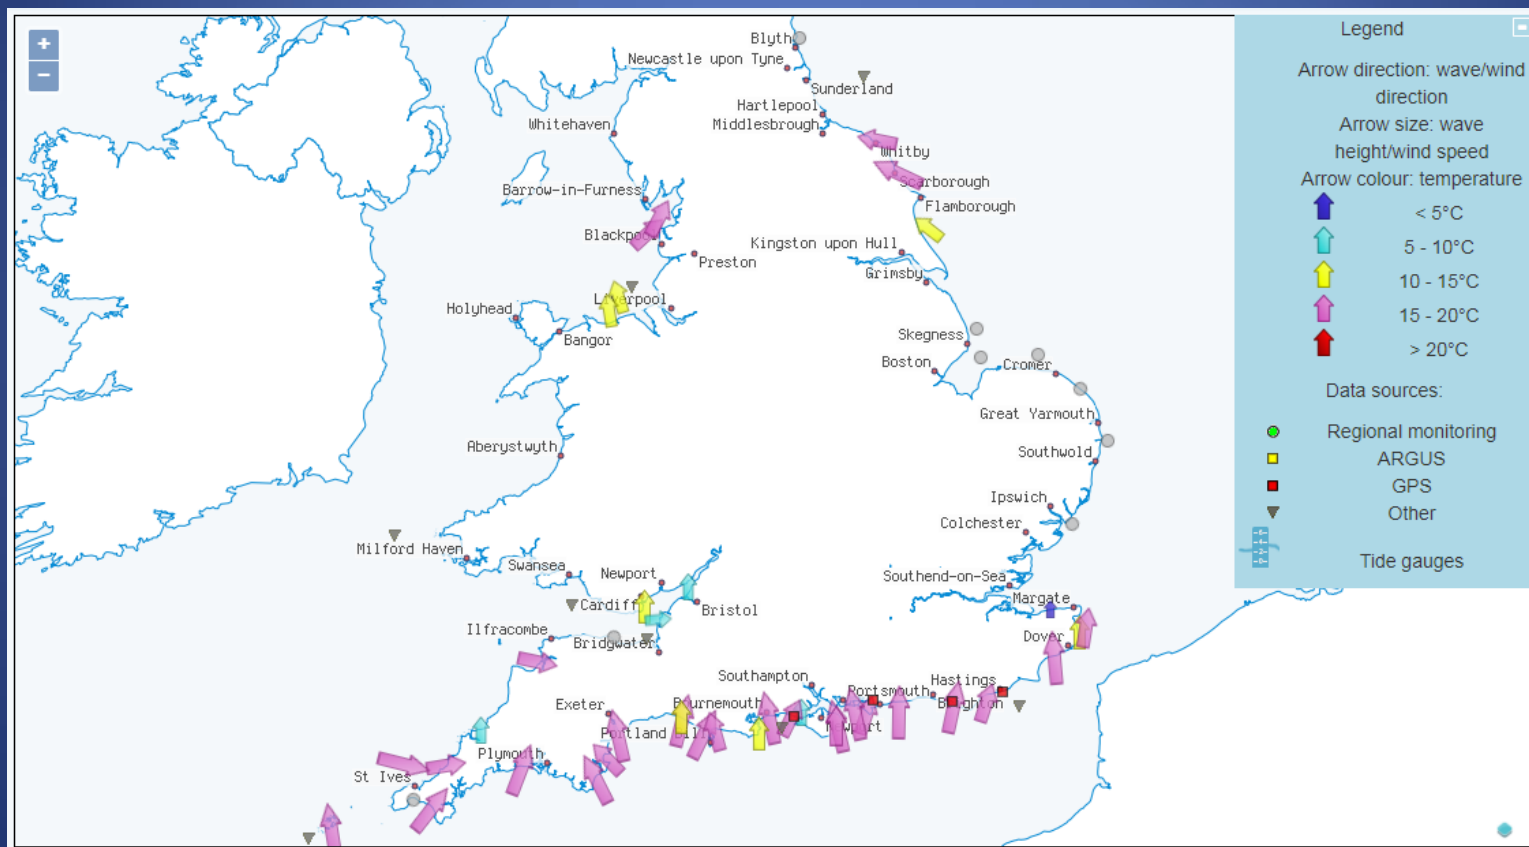 +
−
Blyth
Newcastle upon Tyne
Sunderland
Hartlepool
Middlesbrough
Whitehaven
Whitby
Scarborough
Barrow-in-Furness
Flamborough
Blackpool
Kingston upon Hull
Preston
Grimsby
Liverpool
Holyhead
Bangor
Skegness
Boston
Cromer
Great Yarmouth
Aberystwyth
Southwold
Ipswich
Colchester
Milford Haven
Swansea
Newport
Southend-on-Sea
Cardiff
Bristol
Margate
Ilfracombe
Bridgwater
Dover
Southampton
Hastings
Portsmouth
Exeter
Bournemouth
Brighton
Portland Bill
Newport
Plymouth
St Ives
Legend
Arrow direction: wave/wind
direction
Arrow size: wave
height/wind speed
Arrow colour: temperature
< 5°C
5 - 10°C
10 - 15°C
15 - 20°C
> 20°C
Data sources:
Regional monitoring
ARGUS
GPS
Other
Tide gauges